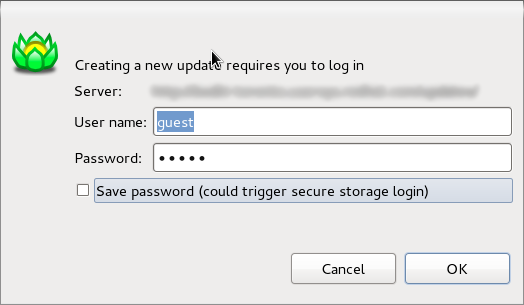 Creating a new update requires you to log in
Server:
User name: guest
Password: •••••
Save password (could trigger secure storage login)
Cancel OK